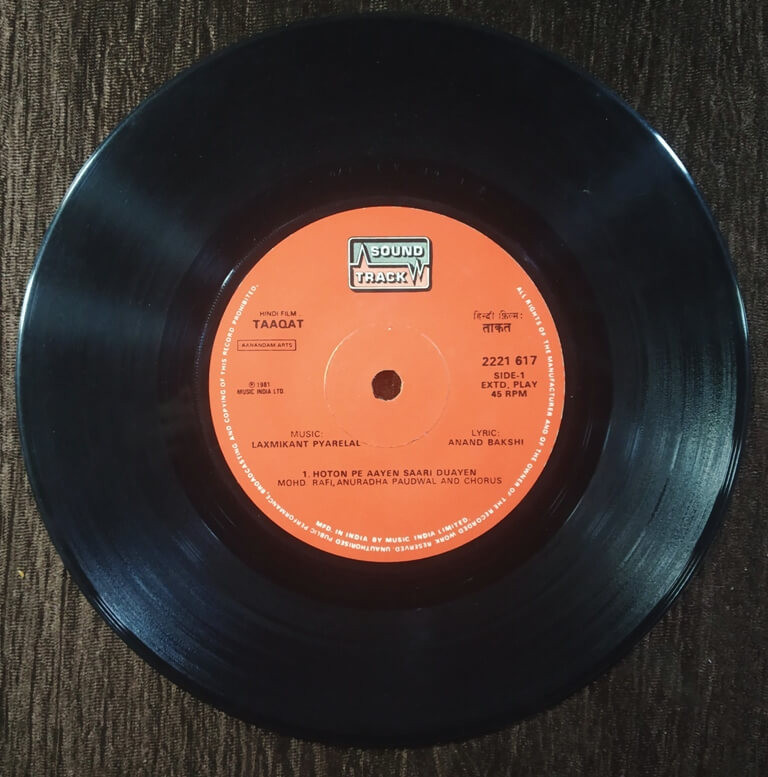 SOUND
TRACK
HINDI FILM..
TAAQAT
AANANDAM ARTS
℗ 1981
MUSIC INDIA LTD.
हिन्दी फ़िल्म:
ताकत
2221 617
SIDE-1
EXTD. PLAY
45 RPM
MUSIC:
LAXMIKANT PYARELAL
LYRIC:
ANAND BAKSHI
1. HOTON PE AAYEN SAARI DUAYEN
MOHD. RAFI, ANURADHA PAUDWAL AND CHORUS
ALL RIGHTS OF THE MANUFACTURER AND OF THE OWNER OF THE RECORDED WORK RESERVED. UNAUTHORISED PUBLIC PERFORMANCE, BROADCASTING AND COPYING OF THIS RECORD PROHIBITED.
MFD. IN INDIA BY MUSIC INDIA LIMITED.